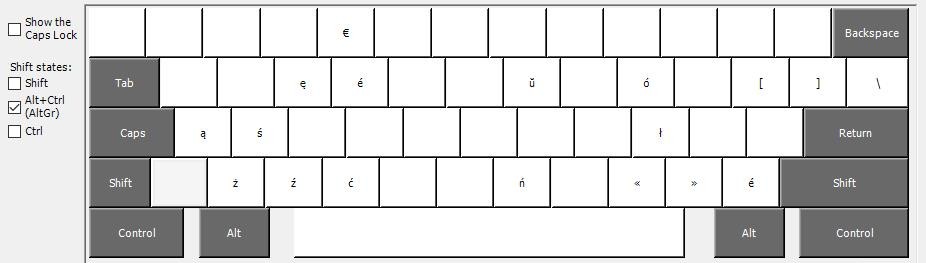 Show the
Caps Lock
Shift states:
Shift
Alt+Ctrl
(AltGr)
Ctrl
€ Backspace
Tab ę é ŭ ó [ ] \
Caps ą ś ł Return
Shift ż ź ć ń « » é Shift
Control Alt Alt Control